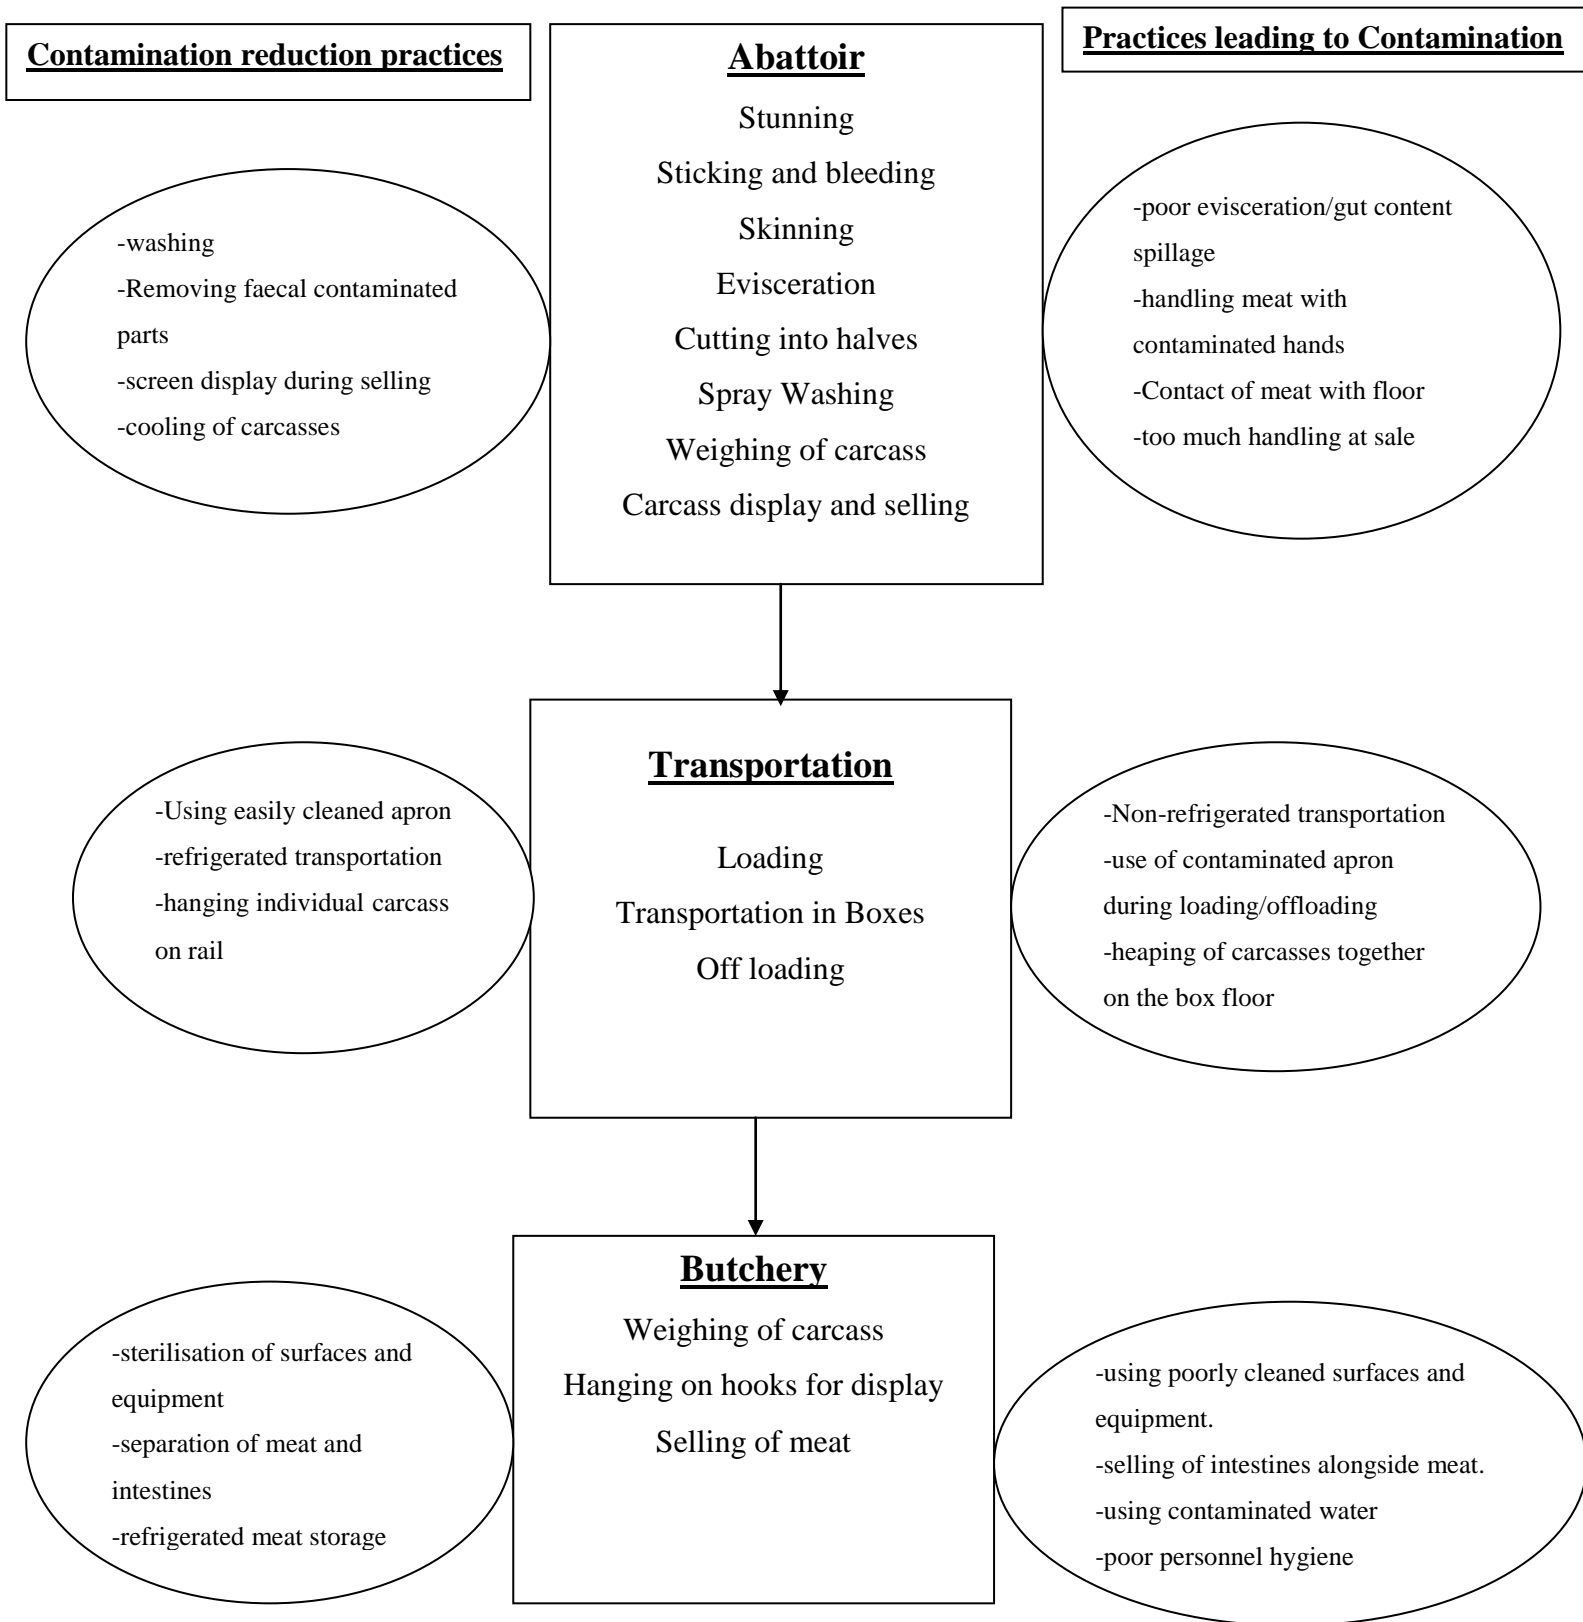 Contamination reduction practices
Abattoir
Practices leading to Contamination
Stunning
Sticking and bleeding
Skinning
Evisceration
Cutting into halves
Spray Washing
Weighing of carcass
Carcass display and selling
-washing
-Removing faecal contaminated
parts
-screen display during selling
-cooling of carcasses
-poor evisceration/gut content
spillage
-handling meat with
contaminated hands
-Contact of meat with floor
-too much handling at sale
Transportation
Loading
Transportation in Boxes
Off loading
-Using easily cleaned apron
-refrigerated transportation
-hanging individual carcass
on rail
-Non-refrigerated transportation
-use of contaminated apron
during loading/offloading
-heaping of carcasses together
on the box floor
Butchery
Weighing of carcass
Hanging on hooks for display
Selling of meat
-sterilisation of surfaces and
equipment
-separation of meat and
intestines
-refrigerated meat storage
-using poorly cleaned surfaces and
equipment.
-selling of intestines alongside meat.
-using contaminated water
-poor personnel hygiene